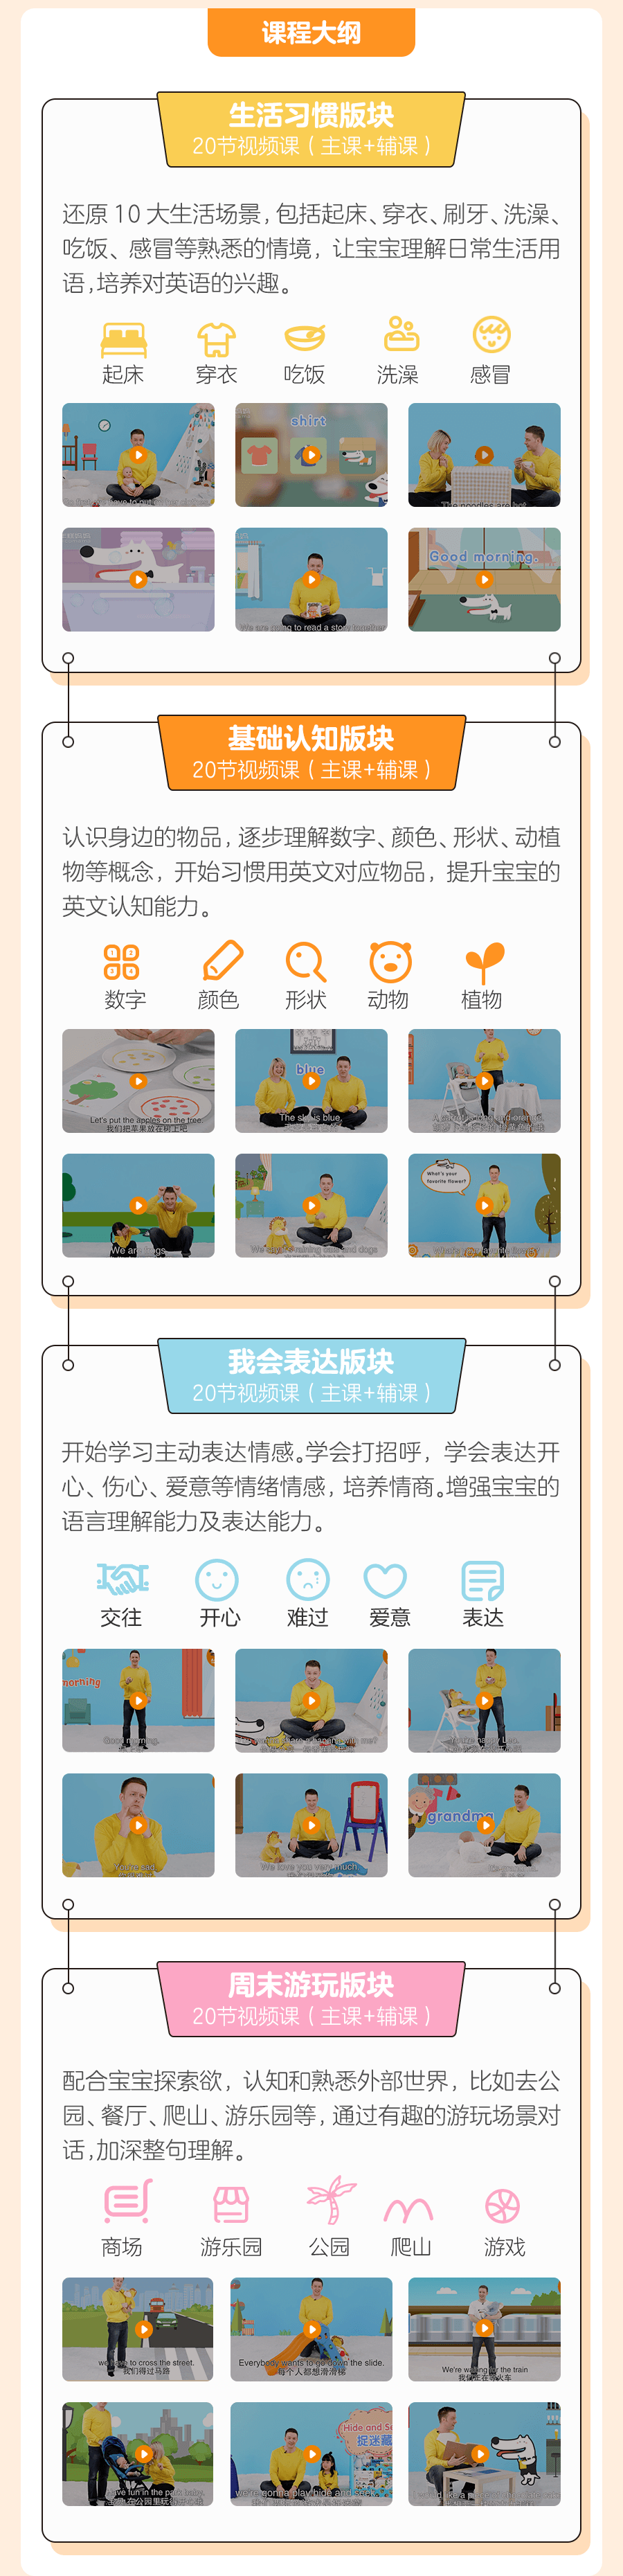 课程大纲
生活习惯版块
20节视频课（主课+辅课）
还原 10 大生活场景，包括起床、穿衣、刷牙、洗澡、
吃饭、感冒等熟悉的情境，让宝宝理解日常生活用
语，培养对英语的兴趣。
起床 穿衣 吃饭 洗澡 感冒
shirt
The noodles are hot.
Good morning.
We are going to read a story together
基础认知版块
20节视频课（主课+辅课）
认识身边的物品，逐步理解数字、颜色、形状、动植
物等概念，开始习惯用英文对应物品，提升宝宝的
英文认知能力。
数字 颜色 形状 动物 植物
blue
Let's put the apples on the tree.
我们把苹果放在树上吧
The sky is blue.
What's your
favorite flower?
We are dogs
我会表达版块
20节视频课（主课+辅课）
开始学习主动表达情感。学会打招呼，学会表达开
心、伤心、爱意等情绪情感，培养情商。增强宝宝的
语言理解能力及表达能力。
交往 开心 难过 爱意 表达
morning
Good morning.
grandma
You're sad.
We love you very much
周末游玩版块
20节视频课（主课+辅课）
配合宝宝探索欲，认知和熟悉外部世界，比如去公
园、餐厅、爬山、游乐园等，通过有趣的游玩场景对
话，加深整句理解。
商场 游乐园 公园 爬山 游戏
we have to cross the street.
我们得过马路
Everybody wants to go down the slide.
每个人都想滑滑梯
We're waiting for the train
我们正在等火车
Hide and Se
捉迷藏
we're gonna play hide and seek